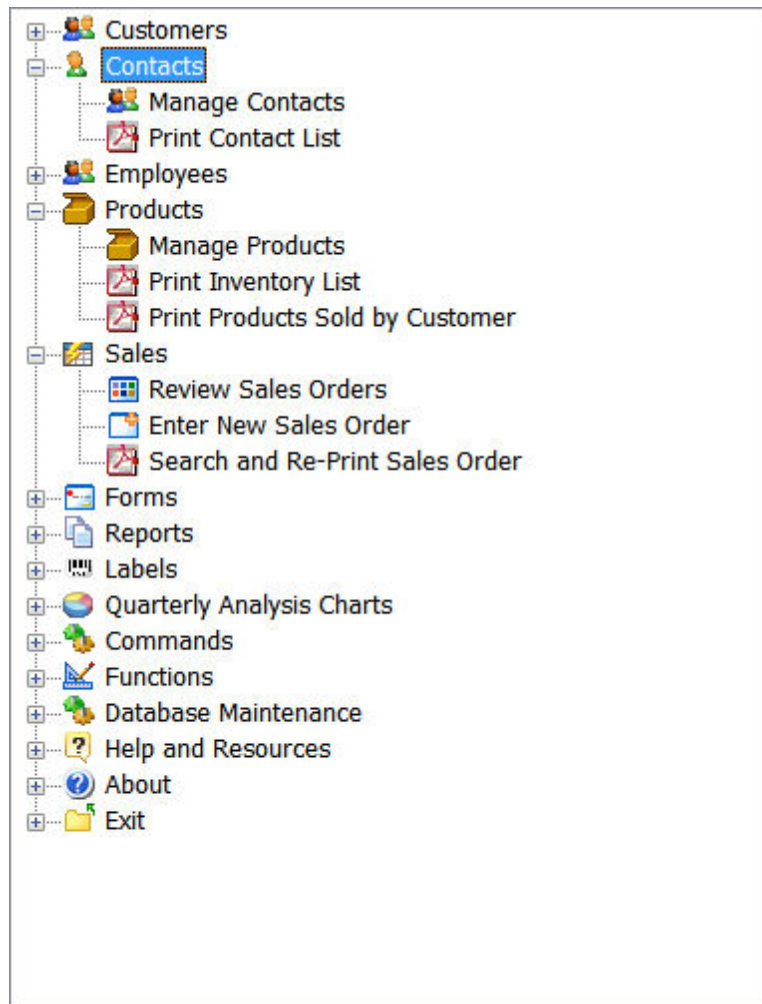 Customers
Contacts
Manage Contacts
Print Contact List
Employees
Products
Manage Products
Print Inventory List
Print Products Sold by Customer
Sales
Review Sales Orders
Enter New Sales Order
Search and Re-Print Sales Order
Forms
Reports
Labels
Quarterly Analysis Charts
Commands
Functions
Database Maintenance
Help and Resources
About
Exit